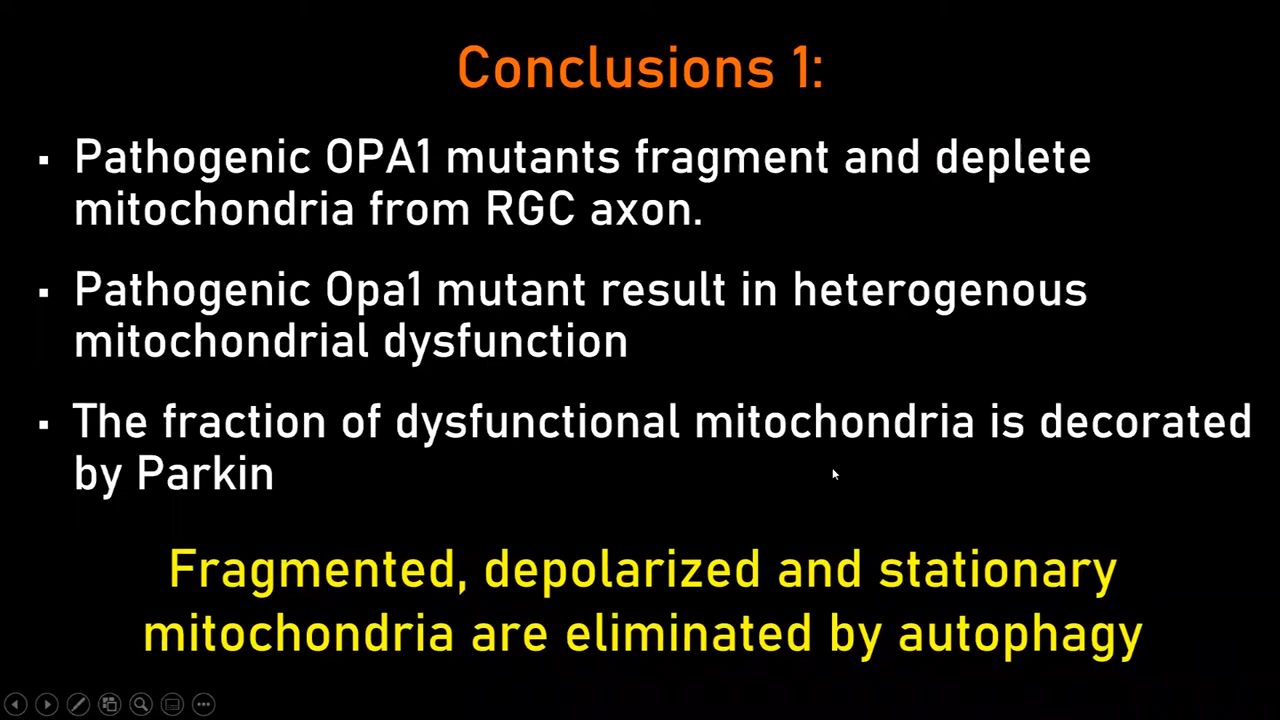 Conclusions 1:
▪ Pathogenic OPA1 mutants fragment and deplete
mitochondria from RGC axon.
▪ Pathogenic Opa1 mutant result in heterogenous
mitochondrial dysfunction
▪ The fraction of dysfunctional mitochondria is decorated
by Parkin
Fragmented, depolarized and stationary
mitochondria are eliminated by autophagy